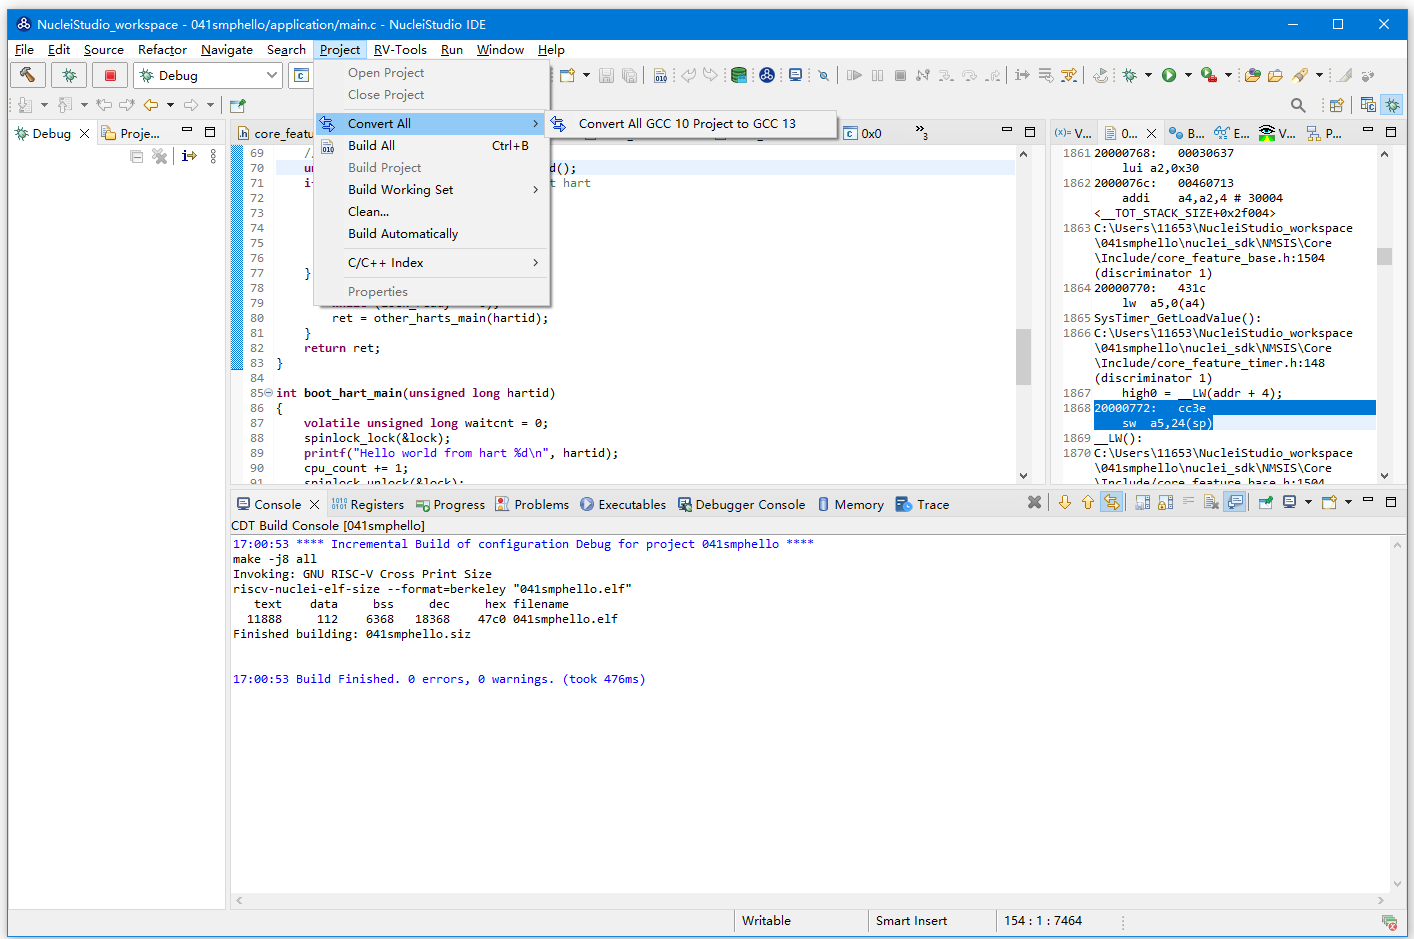 NucleiStudio_workspace - 041smphello/application/main.c - NucleiStudio IDE
File Edit Source Refactor Navigate Search Project RV-Tools Run Window Help
Debug
Debug Proje...
Open Project
Close Project
Convert All
Convert All GCC 10 Project to GCC 13
Build All Ctrl+B
Build Project
Build Working Set
Clean...
Build Automatically
C/C++ Index
Properties
core_featu
0x0
3
69 //
70 un d();
71 i t hart
72
73
74
75
76
77 }
78
79
80 ret = other_harts_main(hartid);
81 }
82 return ret;
83 }
84
85 int boot_hart_main(unsigned long hartid)
86 {
87 volatile unsigned long waitcnt = 0;
88 spinlock_lock(&lock);
89 printf("Hello world from hart %d\n", hartid);
90 cpu_count += 1;
91 spinlock_unlock(&lock);
(x)= V... 0... B... E... V... P...
1861 20000768: 00030637
lui a2,0x30
1862 2000076c: 00460713
addi a4,a2,4 # 30004
<__TOT_STACK_SIZE+0x2f004>
1863 C:\Users\11653\NucleiStudio_workspace
\041smphello\nuclei_sdk\NMSIS\Core
\Include/core_feature_base.h:1504
(discriminator 1)
1864 20000770: 431c
lw a5,0(a4)
1865 SysTimer_GetLoadValue():
1866 C:\Users\11653\NucleiStudio_workspace
\041smphello\nuclei_sdk\NMSIS\Core
\Include/core_feature_timer.h:148
(discriminator 1)
1867 high0 = __LW(addr + 4);
1868 20000772: cc3e
sw a5,24(sp)
1869 __LW():
1870 C:\Users\11653\NucleiStudio_workspace
\041smphello\nuclei_sdk\NMSIS\Core
\Include/core_feature_base.h:1504
Console Registers Progress Problems Executables Debugger Console Memory Trace
CDT Build Console [041smphello]
17:00:53 **** Incremental Build of configuration Debug for project 041smphello ****
make -j8 all
Invoking: GNU RISC-V Cross Print Size
riscv-nuclei-elf-size --format=berkeley "041smphello.elf"
text data bss dec hex filename
11888 112 6368 18368 47c0 041smphello.elf
Finished building: 041smphello.siz
17:00:53 Build Finished. 0 errors, 0 warnings. (took 476ms)
Writable Smart Insert 154 : 1 : 7464